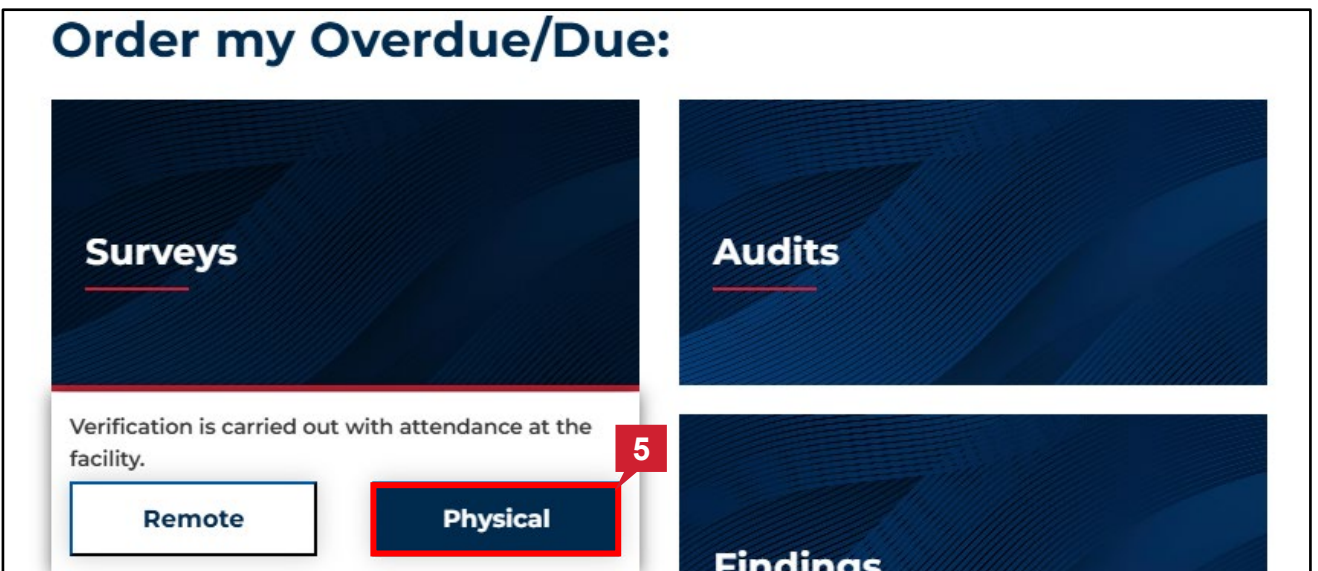 Order my Overdue/Due:
Surveys
Audits
Verification is carried out with attendance at the
facility.
5
Remote
Physical
Findings